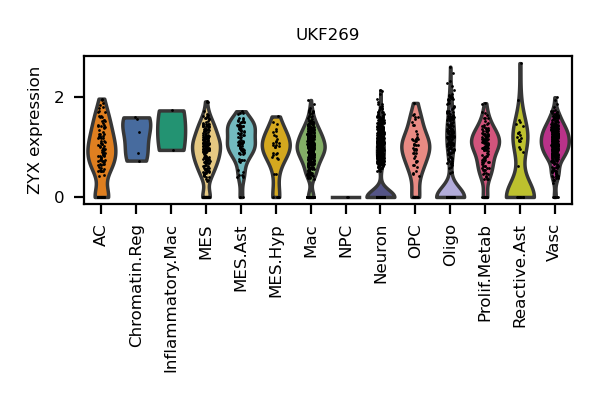 UKF269
ZYX expression
2
0
AC
Chromatin.Reg
Inflammatory.Mac
MES
MES.Ast
MES.Hyp
Mac
NPC
Neuron
OPC
Oligo
Prolif.Metab
Reactive.Ast
Vasc